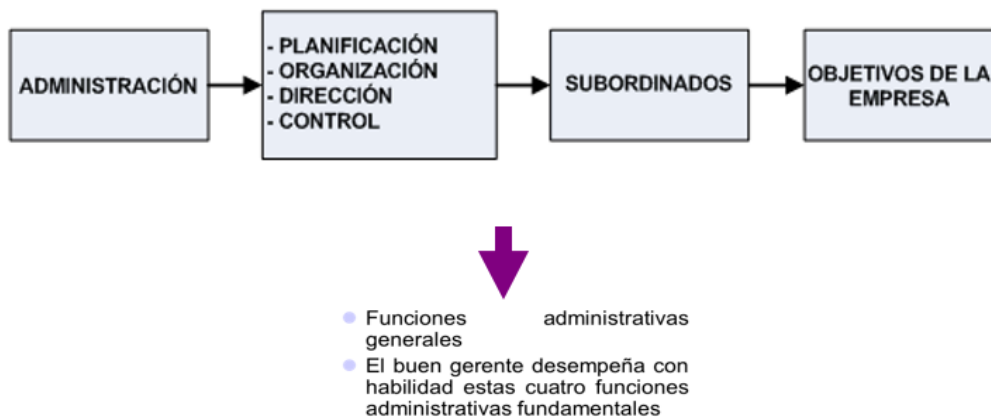 ADMINISTRACIÓN
- PLANIFICACIÓN
- ORGANIZACIÓN
- DIRECCIÓN
- CONTROL
SUBORDINADOS
OBJETIVOS DE LA
EMPRESA
Funciones administrativas
generales
El buen gerente desempeña con
habilidad estas cuatro funciones
administrativas fundamentales